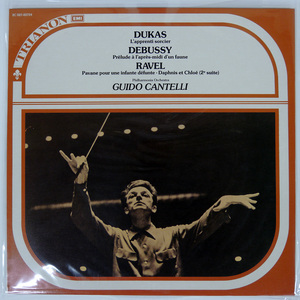 TRIANON EMI
DUKAS
L'apprenti sorcier
DEBUSSY
Prélude à l'après-midi d'un faune
RAVEL
Pavane pour une infante défunte · Daphnis et Chloé (2e suite)
Philharmonia Orchestra
GUIDO CANTELLI